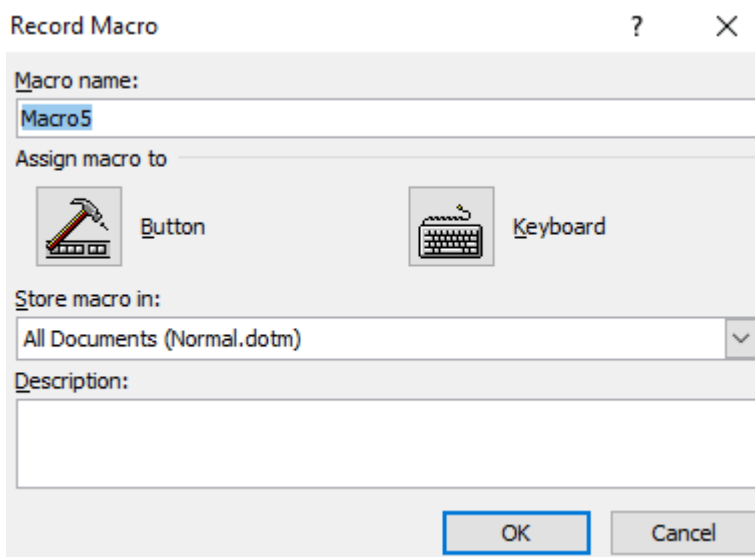 Record Macro ?
Macro name:
Macro5
Assign macro to
Button Keyboard
Store macro in:
All Documents (Normal.dotm)
Description:
OK Cancel